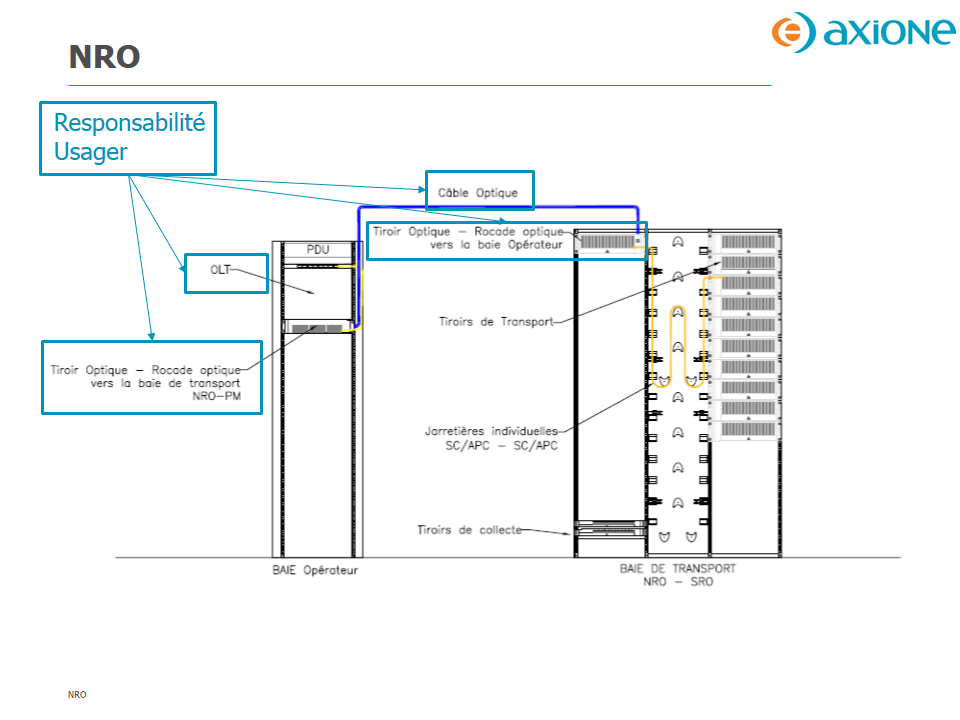 axione
NRO
Responsabilité
Usager
Câble Optique
Tiroir Optique – Rocade optique
vers la baie Opérateur
PDU
OLT
Tiroirs de Transport
Tiroir Optique – Rocade optique
vers la baie de transport
NRO-PM
Jarretières individuelles
SC/APC – SC/APC
Tiroirs de collecte
BAIE Opérateur
BAIE DE TRANSPORT
NRO – SRO
NRO